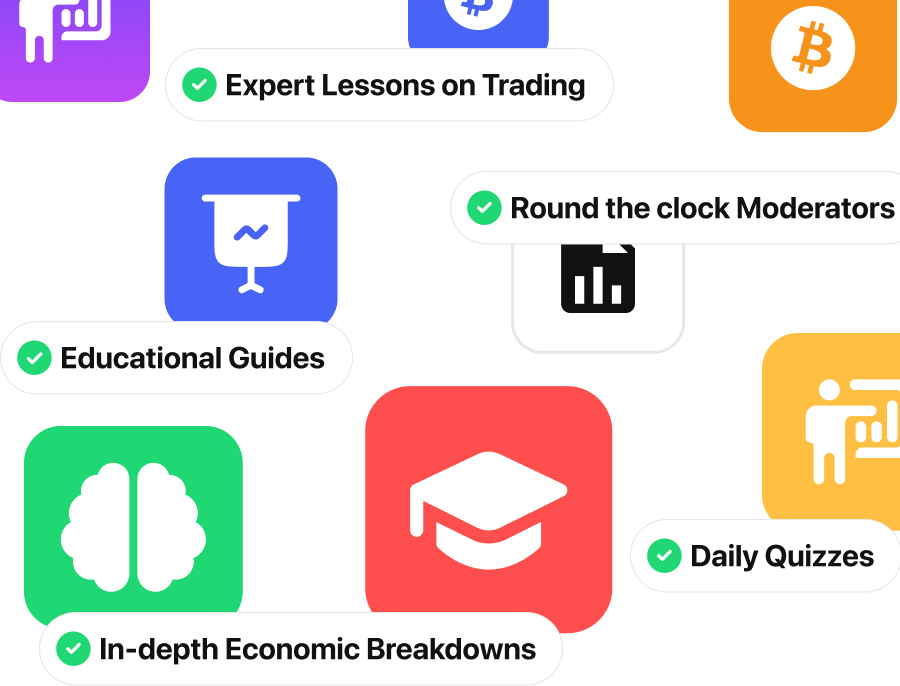 Expert Lessons on Trading
Round the clock Moderators
Educational Guides
Daily Quizzes
In-depth Economic Breakdowns